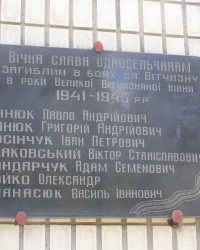 Вічна слава односельчанам
загиблим в боях за Вітчизну
в роки Великої Вітчизняної війни
1941-1945 р.р.
Павло Андрійович
Григорій Андрійович
Іван Петрович
Віктор Станіславович
Адам Семенович
Олександр
Василь Іванович